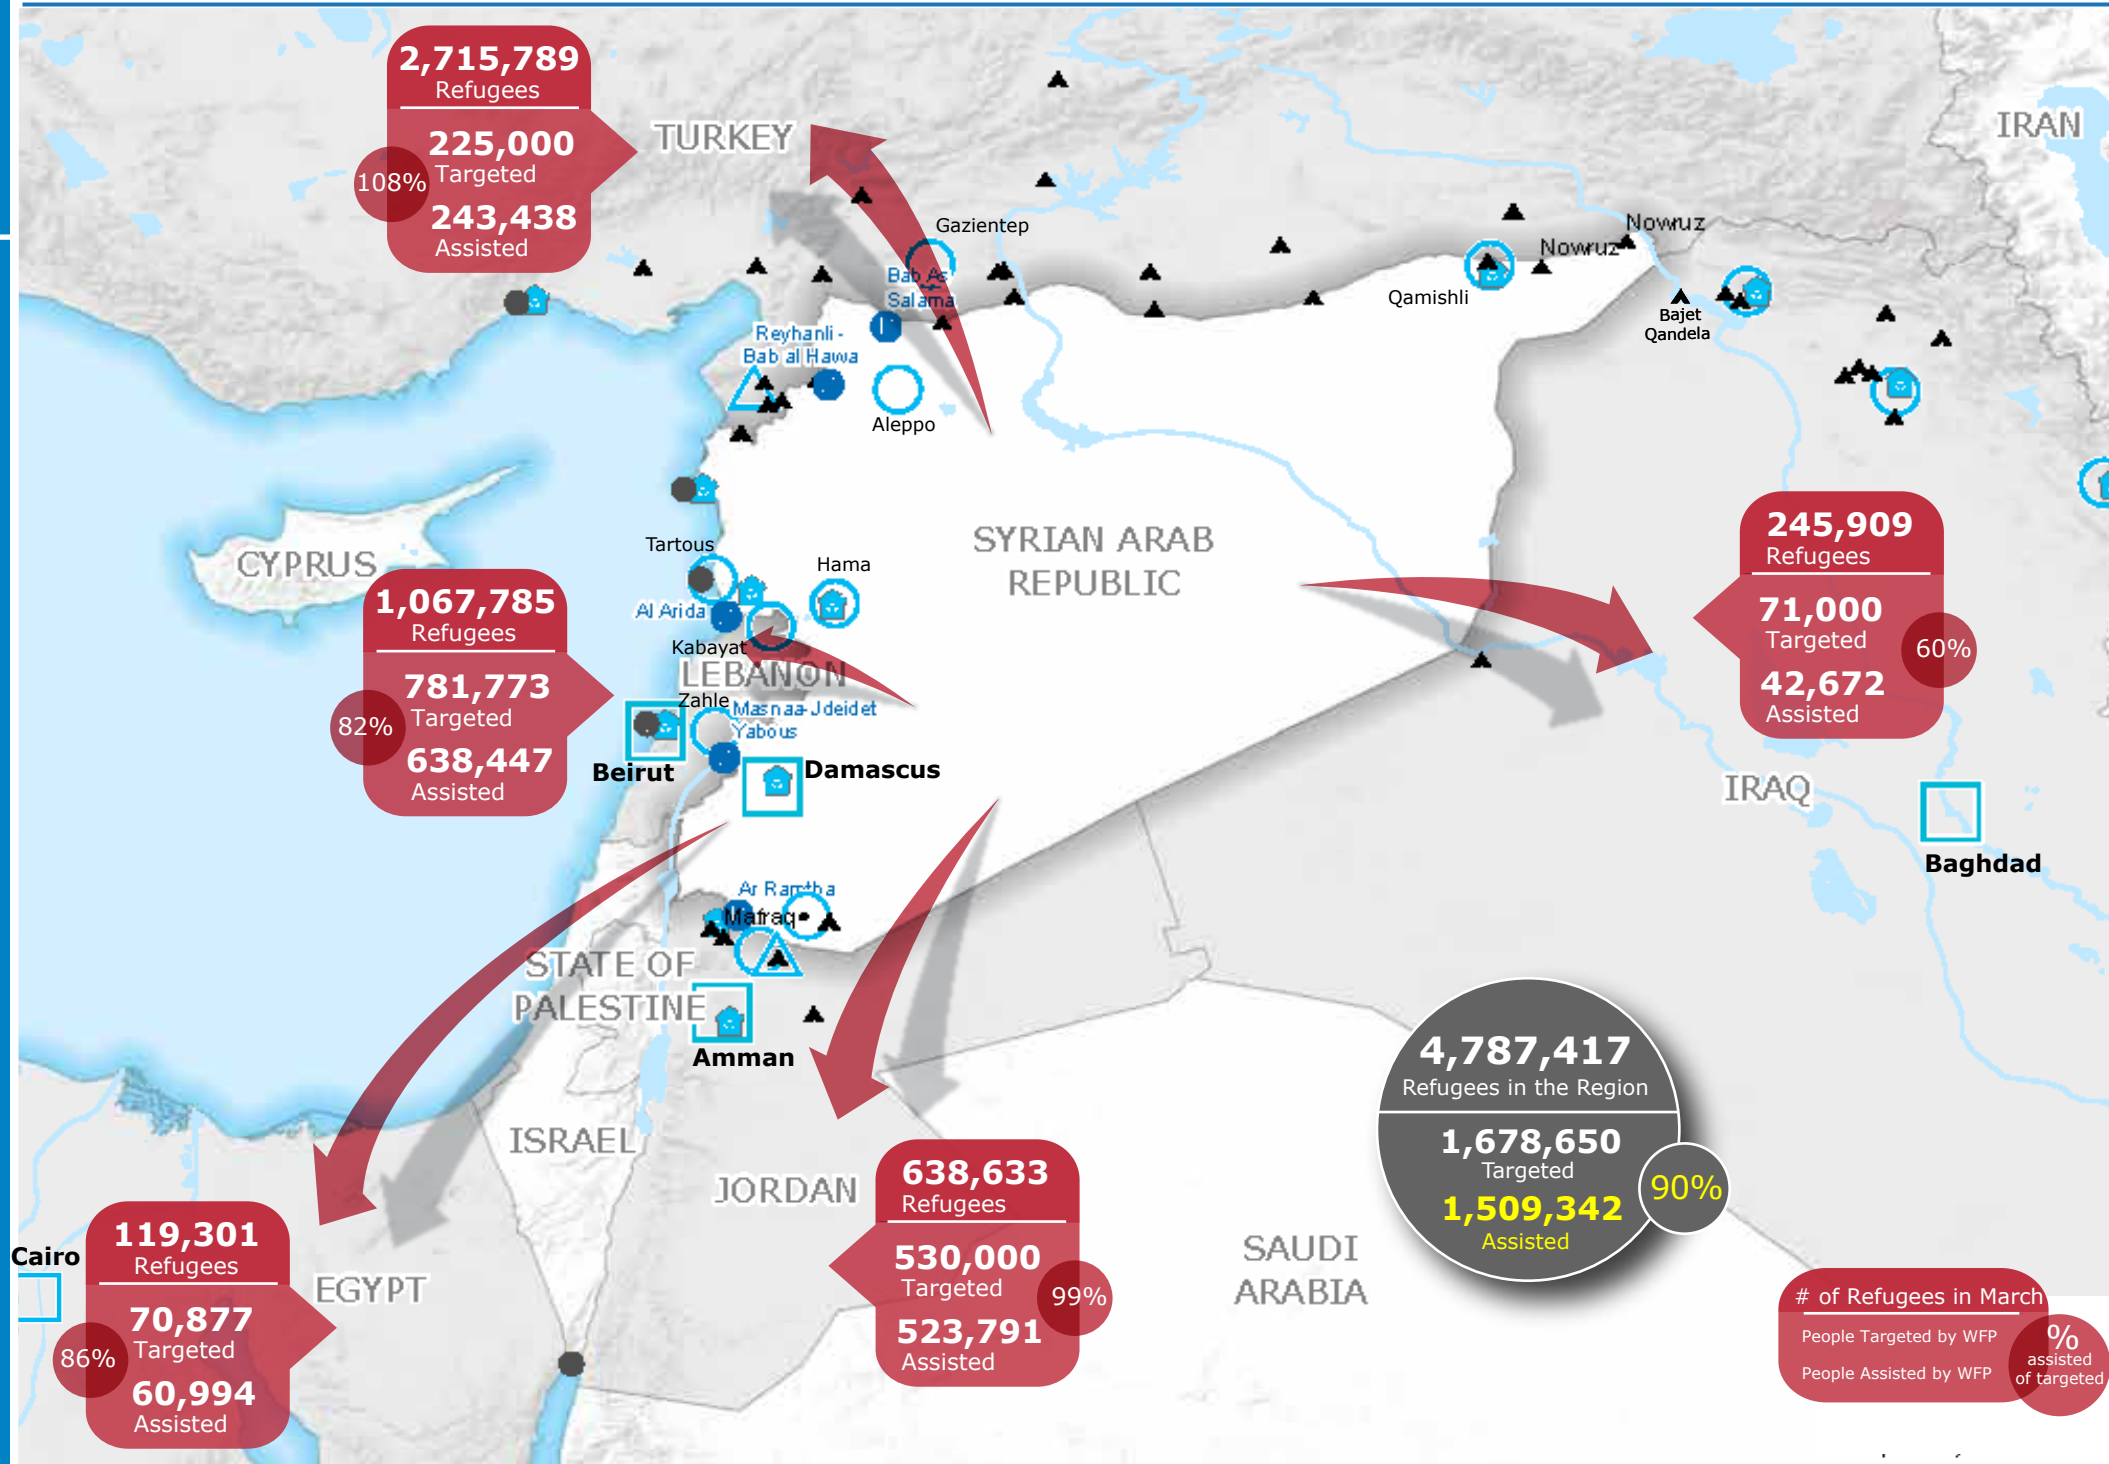 2,715,789
Refugees
225,000
Targeted
108%
243,438
Assisted
TURKEY
IRAN
Gazientep
Bab As
Salama
Nowruz
Nowruz
Qamishli
Bajet
Qandela
Reyhanli -
Bab al Hawa
Aleppo
CYPRUS
SYRIAN ARAB
REPUBLIC
Tartous
Hama
Al Arida
Kabayat
LEBANON
Zahle
Masnaa-Jdeidet
Yabous
Beirut
Damascus
1,067,785
Refugees
781,773
Targeted
82%
638,447
Assisted
245,909
Refugees
71,000
Targeted
60%
42,672
Assisted
IRAQ
Baghdad
Ar Ramtha
Mafraq
STATE OF
PALESTINE
Amman
ISRAEL
JORDAN
4,787,417
Refugees in the Region
1,678,650
Targeted
90%
1,509,342
Assisted
638,633
Refugees
530,000
Targeted
99%
523,791
Assisted
SAUDI
ARABIA
Cairo
119,301
Refugees
70,877
Targeted
86%
60,994
Assisted
EGYPT
# of Refugees in March
People Targeted by WFP
People Assisted by WFP
%
assisted
of targeted